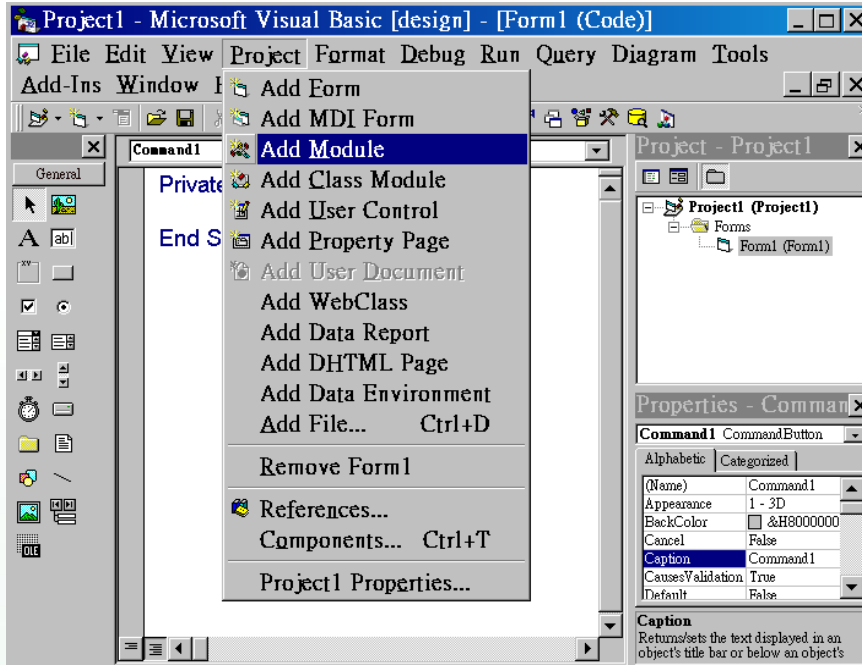 Project1 - Microsoft Visual Basic [design] - [Form1 (Code)]
File Edit View Project Format Debug Run Query Diagram Tools
Add-Ins Window
General
A
ab|
XY
OLE
Command1
Private
End S
Add Form
Add MDI Form
Add Module
Add Class Module
Add User Control
Add Property Page
Add User Document
Add WebClass
Add Data Report
Add DHTML Page
Add Data Environment
Add File... Ctrl+D
Remove Form1
References...
Components... Ctrl+T
Project1 Properties...
Project - Project1
Project1 (Project1)
Forms
Form1 (Form1)
Properties - Comman
Command1 CommandButton
Alphabetic Categorized
(Name) Command1
Appearance 1 - 3D
BackColor &H8000000
Cancel False
Caption Command1
CausesValidation True
Default False
Caption
Returns/sets the text displayed in an
object's title bar or below an object's